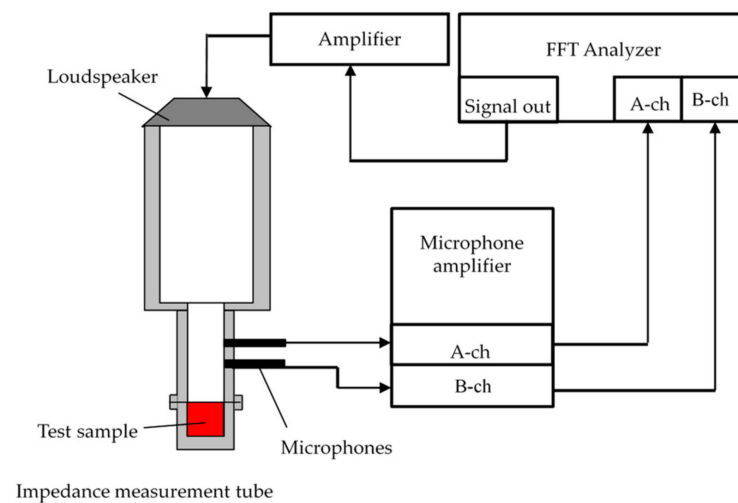 Amplifier
FFT Analyzer
Loudspeaker
Signal out
A-ch
B-ch
Microphone
amplifier
A-ch
B-ch
Test sample
Microphones
Impedance measurement tube